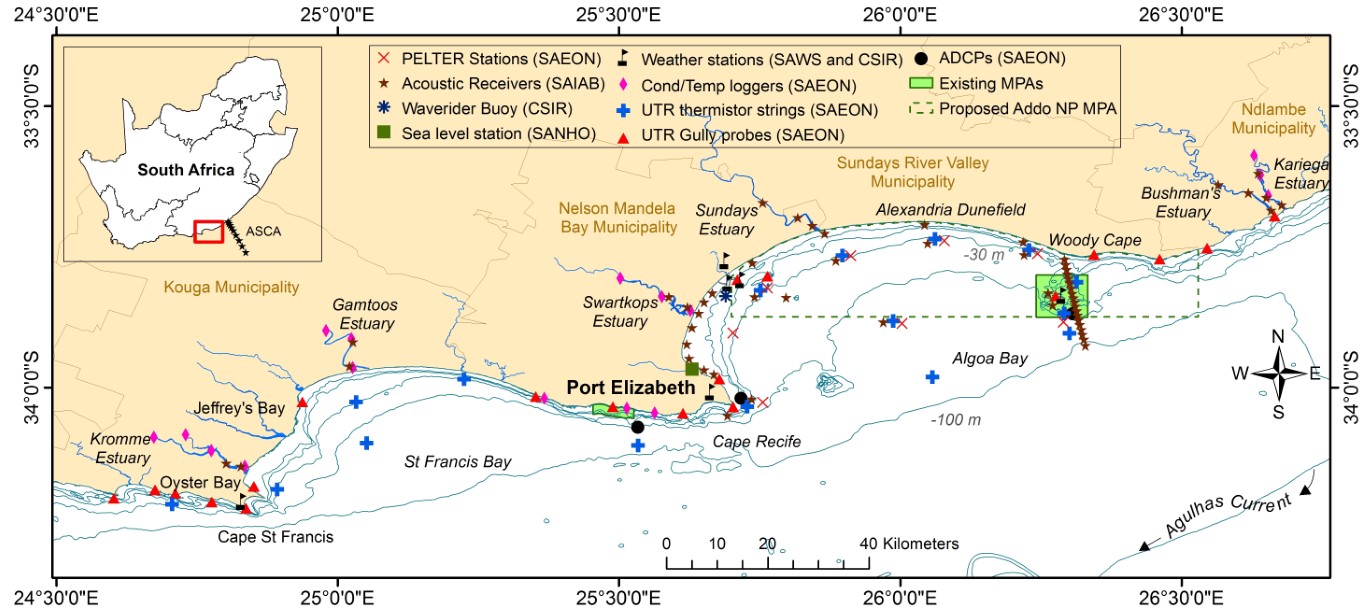 24°30'0"E 25°0'0"E 25°30'0"E 26°0'0"E 26°30'0"E
33°30'0"S
34°0'0"S
South Africa
ASCA
PELTER Stations (SAEON)
Acoustic Receivers (SAIAB)
Waverider Buoy (CSIR)
Sea level station (SANHO)
Weather stations (SAWS and CSIR)
Cond/Temp loggers (SAEON)
UTR thermistor strings (SAEON)
UTR Gully probes (SAEON)
ADCPs (SAEON)
Existing MPAs
Proposed Addo NP MPA
33°30'0"S
34°0'0"S
Ndlambe
Municipality
Kariega
Estuary
Bushman's
Estuary
Sundays River Valley
Municipality
Nelson Mandela
Bay Municipality
Sundays
Estuary
Alexandria Dunefield
Woody Cape
-30 m
Kouga Municipality
Gamtoos
Estuary
Swartkops
Estuary
Algoa Bay
Port Elizabeth
-100 m
Jeffrey's Bay
Kromme
Estuary
Cape Recife
St Francis Bay
Oyster Bay
Cape St Francis
Agulhas Current
N
W E
S
0 10 20 40 Kilometers
24°30'0"E 25°0'0"E 25°30'0"E 26°0'0"E 26°30'0"E